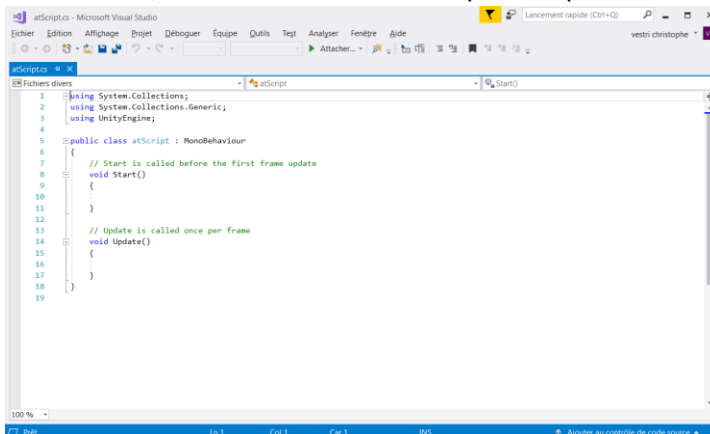 atScript.cs - Microsoft Visual Studio
Lancement rapide (Ctrl+Q)
Fichier Edition Affichage Projet Déboguer Équipe Outils Test Analyser Fenêtre Aide
vestri christophe
Attacher...
atScript.cs
Fichiers divers atScript Start()
1 using System.Collections;
2 using System.Collections.Generic;
3 using UnityEngine;
4
5 public class atScript : MonoBehaviour
6 {
7 // Start is called before the first frame update
8 void Start()
9 {
10
11 }
12
13 // Update is called once per frame
14 void Update()
15 {
16
17 }
18 }
19
100 %
Prêt Ln 1 Col 1 Car 1 INS Ajouter au contrôle de code source